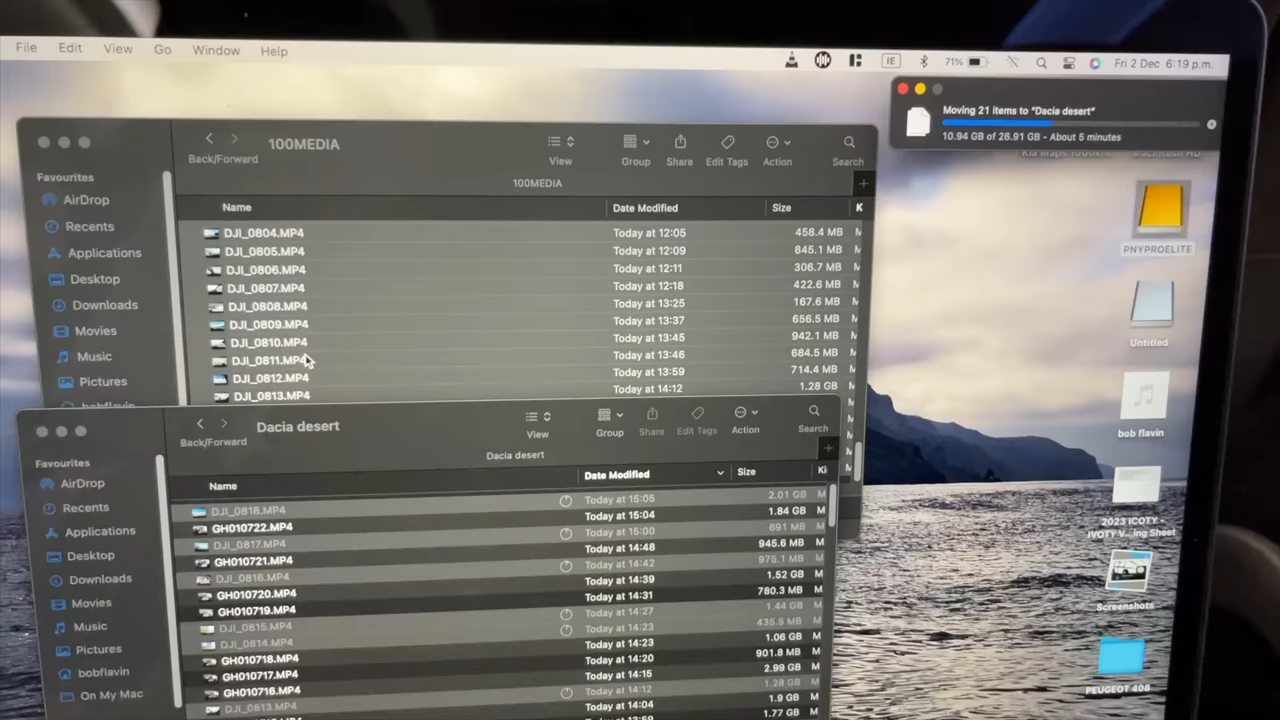 File Edit View Go Window Help
IE 71% Fri 2 Dec 6:19 p.m.
Moving 21 items to “Dacia desert”
10.94 GB of 26.91 GB - About 5 minutes
Macintosh HD
PNYPROELITE
Untitled
bob flavin
2023 ICOTY -
IVOTY V...ing Sheet
Screenshots
PEUGEOT 408
100MEDIA
Back/Forward
View Group Share Edit Tags Action Search
100MEDIA
Favourites
AirDrop
Recents
Applications
Desktop
Downloads
Movies
Music
Pictures
bobflavin
Name Date Modified Size K
DJI_0804.MP4 Today at 12:05 458.4 MB M
DJI_0805.MP4 Today at 12:09 845.1 MB M
DJI_0806.MP4 Today at 12:11 306.7 MB M
DJI_0807.MP4 Today at 12:18 422.6 MB M
DJI_0808.MP4 Today at 13:25 167.6 MB M
DJI_0809.MP4 Today at 13:37 656.5 MB M
DJI_0810.MP4 Today at 13:45 942.1 MB M
DJI_0811.MP4 Today at 13:46 684.5 MB M
DJI_0812.MP4 Today at 13:59 714.4 MB M
DJI_0813.MP4 Today at 14:12 1.28 GB M
Dacia desert
Back/Forward
View Group Share Edit Tags Action Search
Dacia desert
Favourites
AirDrop
Recents
Applications
Desktop
Downloads
Movies
Music
Pictures
bobflavin
On My Mac
Name Date Modified Size Ki
DJI_0818.MP4 Today at 15:05 2.01 GB M
GH010722.MP4 Today at 15:04 1.84 GB M
DJI_0817.MP4 Today at 15:00 691 MB M
GH010721.MP4 Today at 14:48 945.6 MB M
DJI_0816.MP4 Today at 14:42 975.1 MB M
GH010720.MP4 Today at 14:39 1.52 GB M
GH010719.MP4 Today at 14:31 780.3 MB M
DJI_0815.MP4 Today at 14:27 1.44 GB M
DJI_0814.MP4 Today at 14:23 435.5 MB M
GH010718.MP4 Today at 14:23 1.06 GB M
GH010717.MP4 Today at 14:20 901.8 MB M
GH010716.MP4 Today at 14:15 2.99 GB M
DJI_0813.MP4 Today at 14:12 1.28 GB M
Today at 14:04 1.9 GB M
1.77 GB M